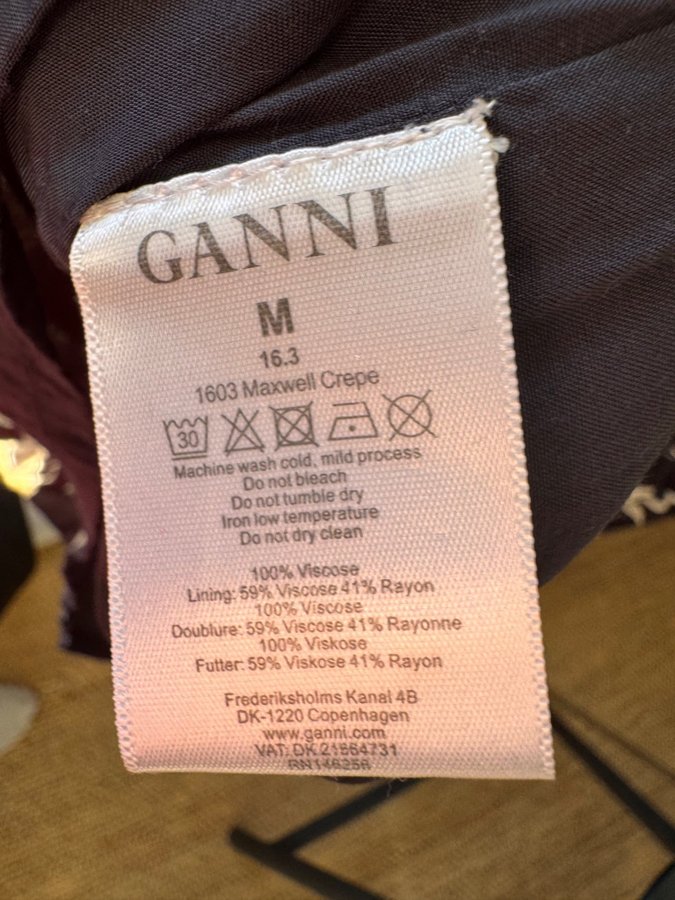 GANNI
M
16.3
1603 Maxwell Crepe
30
Machine wash cold, mild process
Do not bleach
Do not tumble dry
Iron low temperature
Do not dry clean
100% Viscose
Lining: 59% Viscose 41% Rayon
100% Viscose
Doublure: 59% Viscose 41% Rayonne
100% Viskose
Futter: 59% Viskose 41% Rayon
Frederiksholms Kanal 4B
DK-1220 Copenhagen
www.ganni.com
VAT: DK 21664731
RN146256